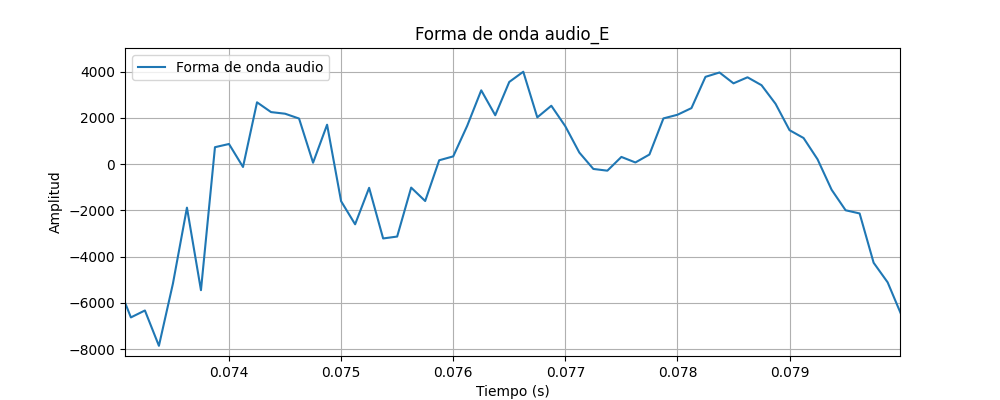 Forma de onda audio_E
Forma de onda audio
Amplitud
4000
2000
0
−2000
−4000
−6000
−8000
0.074 0.075 0.076 0.077 0.078 0.079
Tiempo (s)